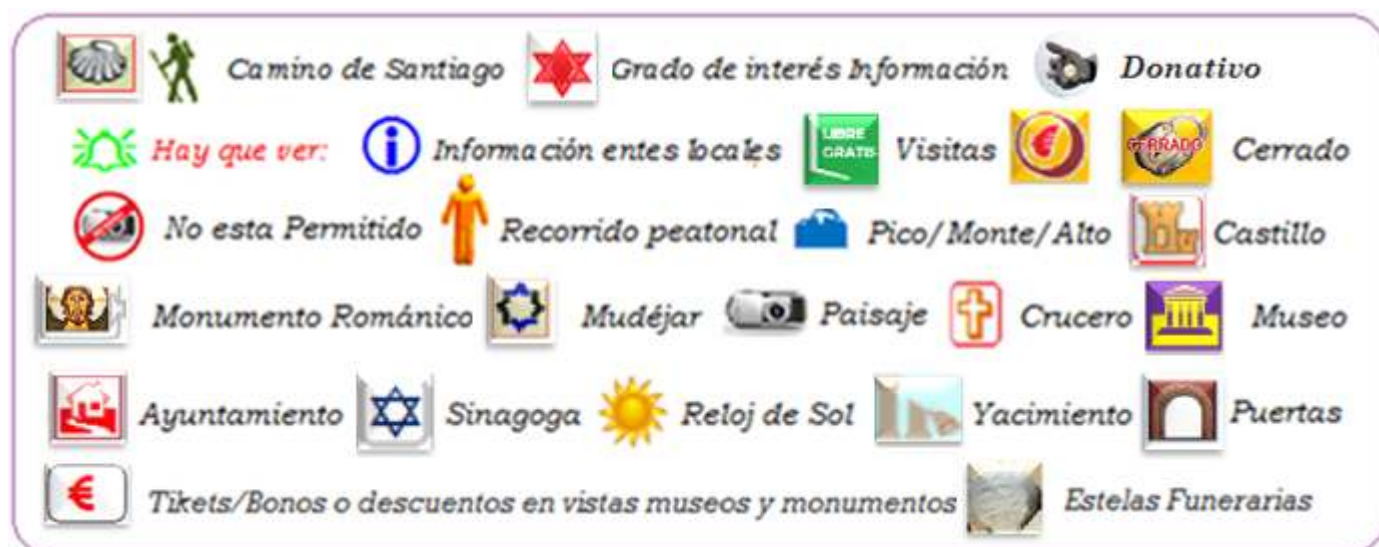 Camino de Santiago Grado de interés Información Donativo
Hay que ver: Información entes locales LIBRE GRATIS Visitas € CERRADO Cerrado
No esta Permitido Recorrido peatonal Pico/Monte/Alto Castillo
Monumento Románico Mudéjar Paisaje Crucero Museo
Ayuntamiento Sinagoga Reloj de Sol Yacimiento Puertas
€ Tikets/Bonos o descuentos en vistas museos y monumentos Estelas Funerarias